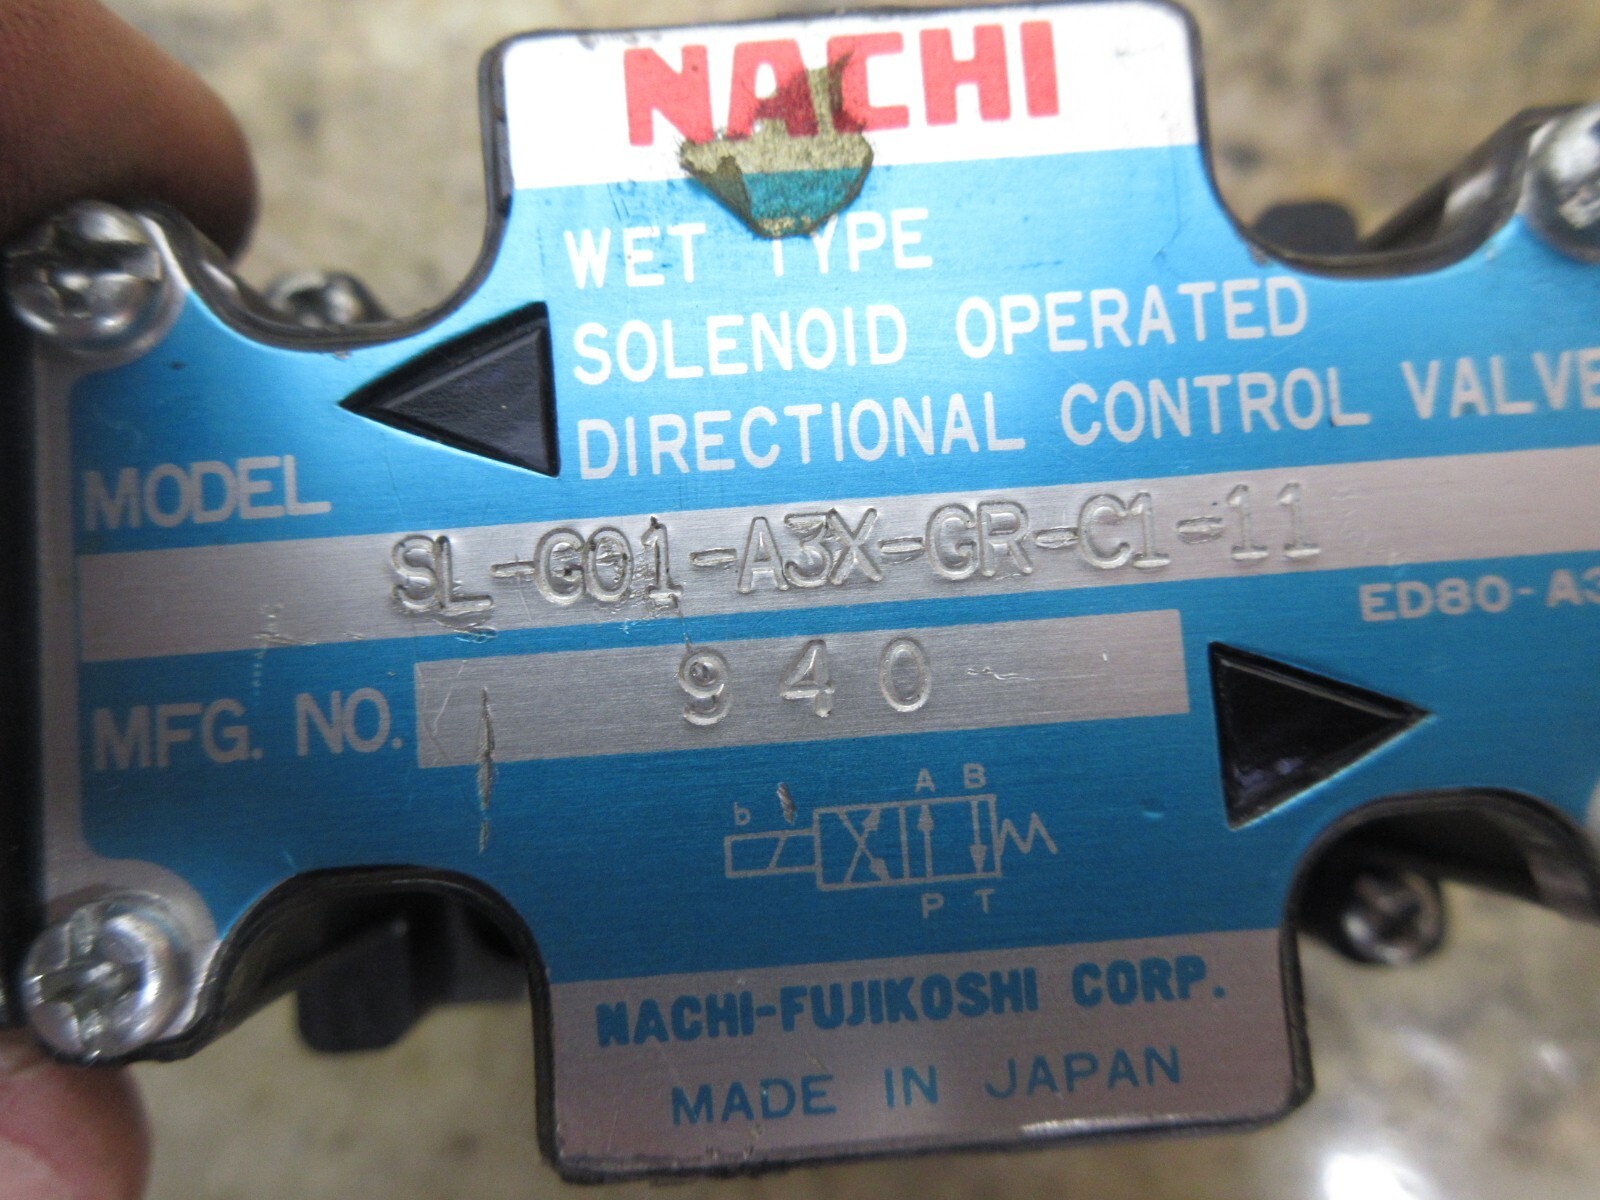 NACHI
WET TYPE
SOLENOID OPERATED
DIRECTIONAL CONTROL VALVE
MODEL
SL-G01-A3X-GR-C1-11
ED80-A3
MFG. NO.
940
A B
b
P T
NACHI-FUJIKOSHI CORP.
MADE IN JAPAN